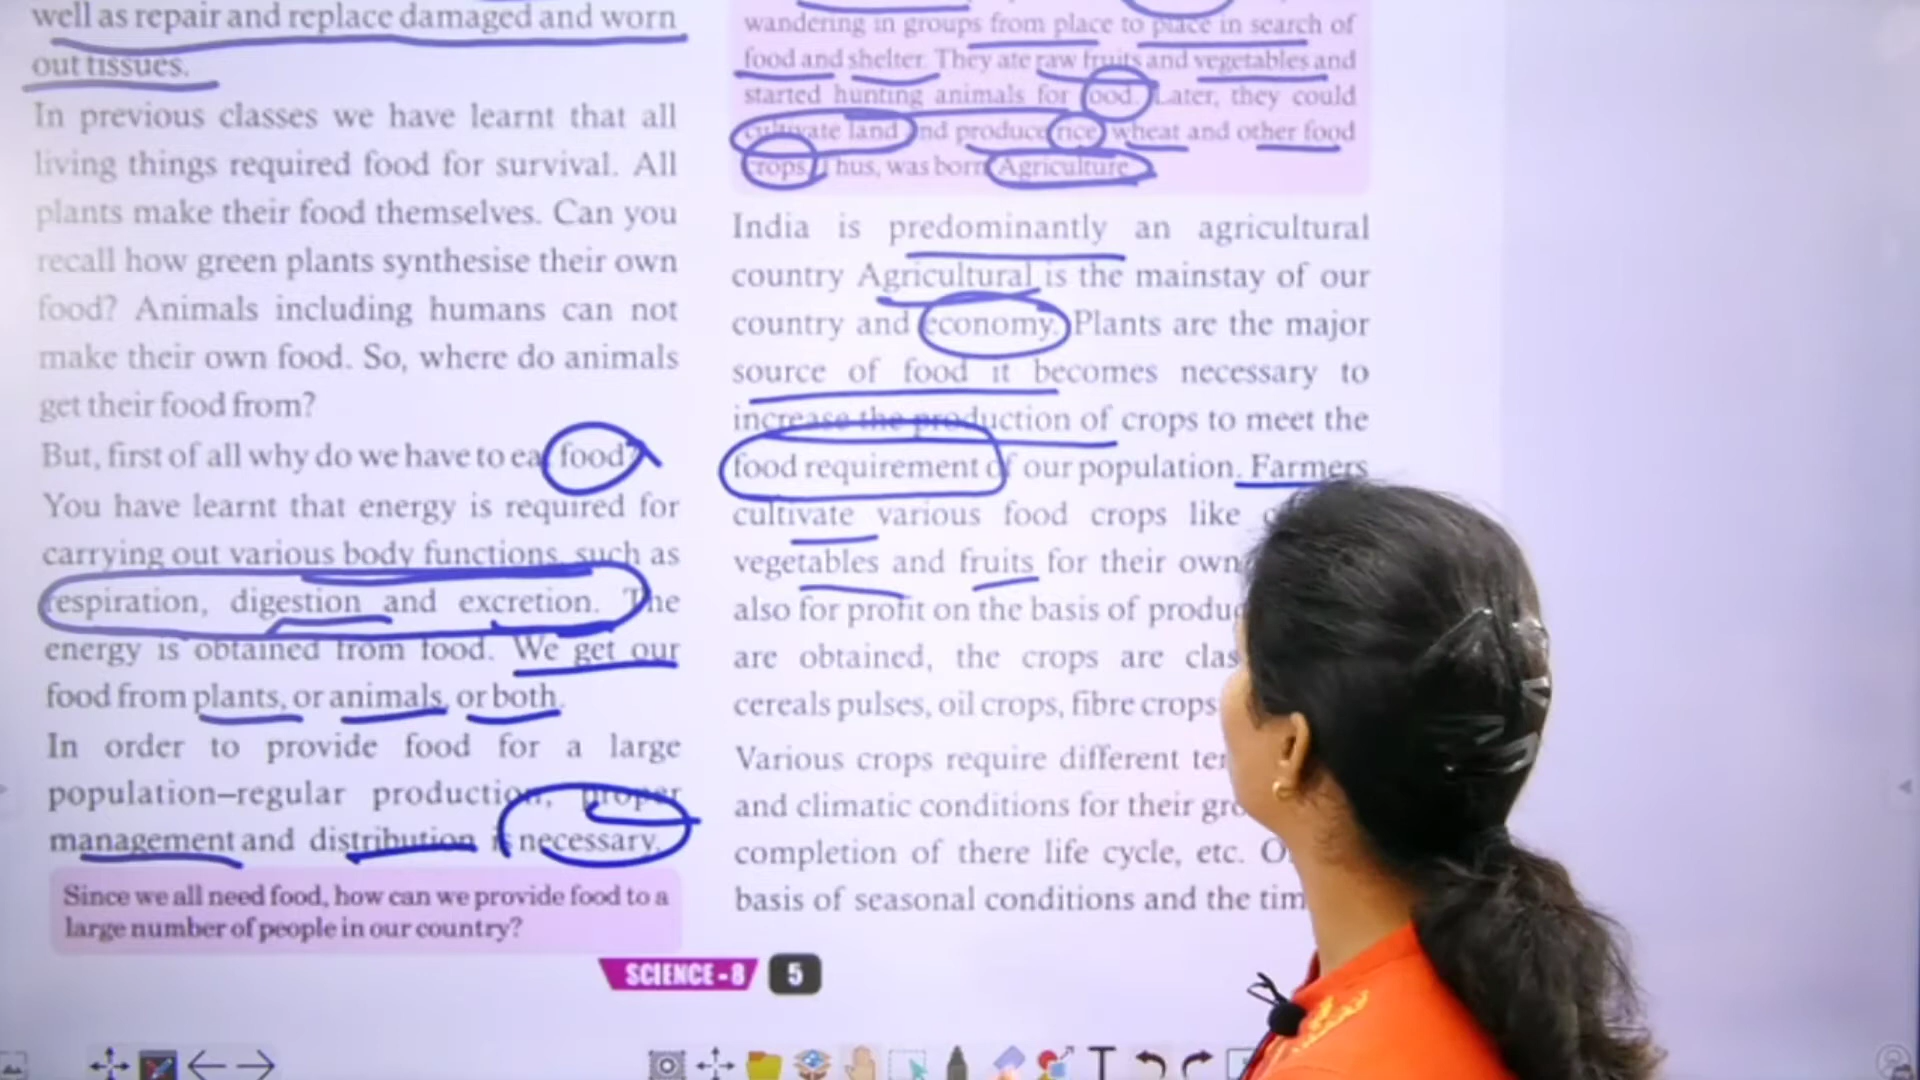 well as repair and replace damaged and worn
out tissues.
In previous classes we have learnt that all
living things required food for survival. All
plants make their food themselves. Can you
recall how green plants synthesise their own
food? Animals including humans can not
make their own food. So, where do animals
get their food from?
But, first of all why do we have to eat food?
You have learnt that energy is required for
carrying out various body functions, such as
respiration, digestion and excretion. The
energy is obtained from food. We get our
food from plants, or animals, or both.
In order to provide food for a large
population–regular production, proper
management and distribution is necessary.
Since we all need food, how can we provide food to a
large number of people in our country?
wandering in groups from place to place in search of
food and shelter. They ate raw fruits and vegetables and
started hunting animals for food. Later, they could
cultivate land and produce rice, wheat and other food
crops. Thus, was born Agriculture.
India is predominantly an agricultural
country Agricultural is the mainstay of our
country and economy. Plants are the major
source of food it becomes necessary to
increase the production of crops to meet the
food requirement of our population. Farmers
cultivate various food crops like
vegetables and fruits for their own
also for profit on the basis of
are obtained, the crops are
cereals pulses, oil crops, fibre crops
Various crops require different
and climatic conditions for their
completion of there life cycle, etc.
basis of seasonal conditions and the
SCIENCE - 8 5